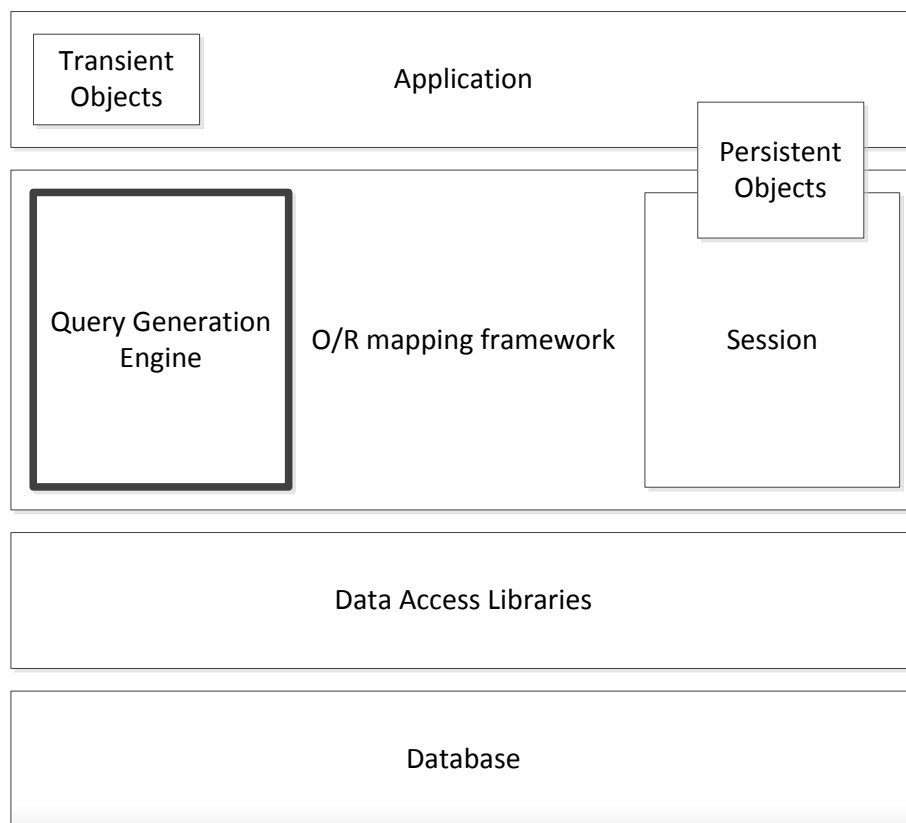 Transient
Objects
Application
Persistent
Objects
Query Generation
Engine
O/R mapping framework
Session
Data Access Libraries
Database